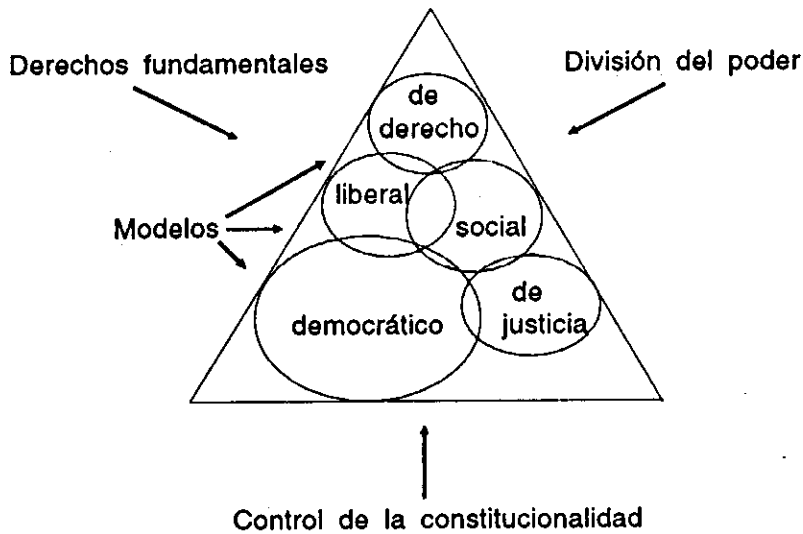 Derechos fundamentales
División del poder
de
derecho
liberal
social
Modelos
de
justicia
democrático
Control de la constitucionalidad